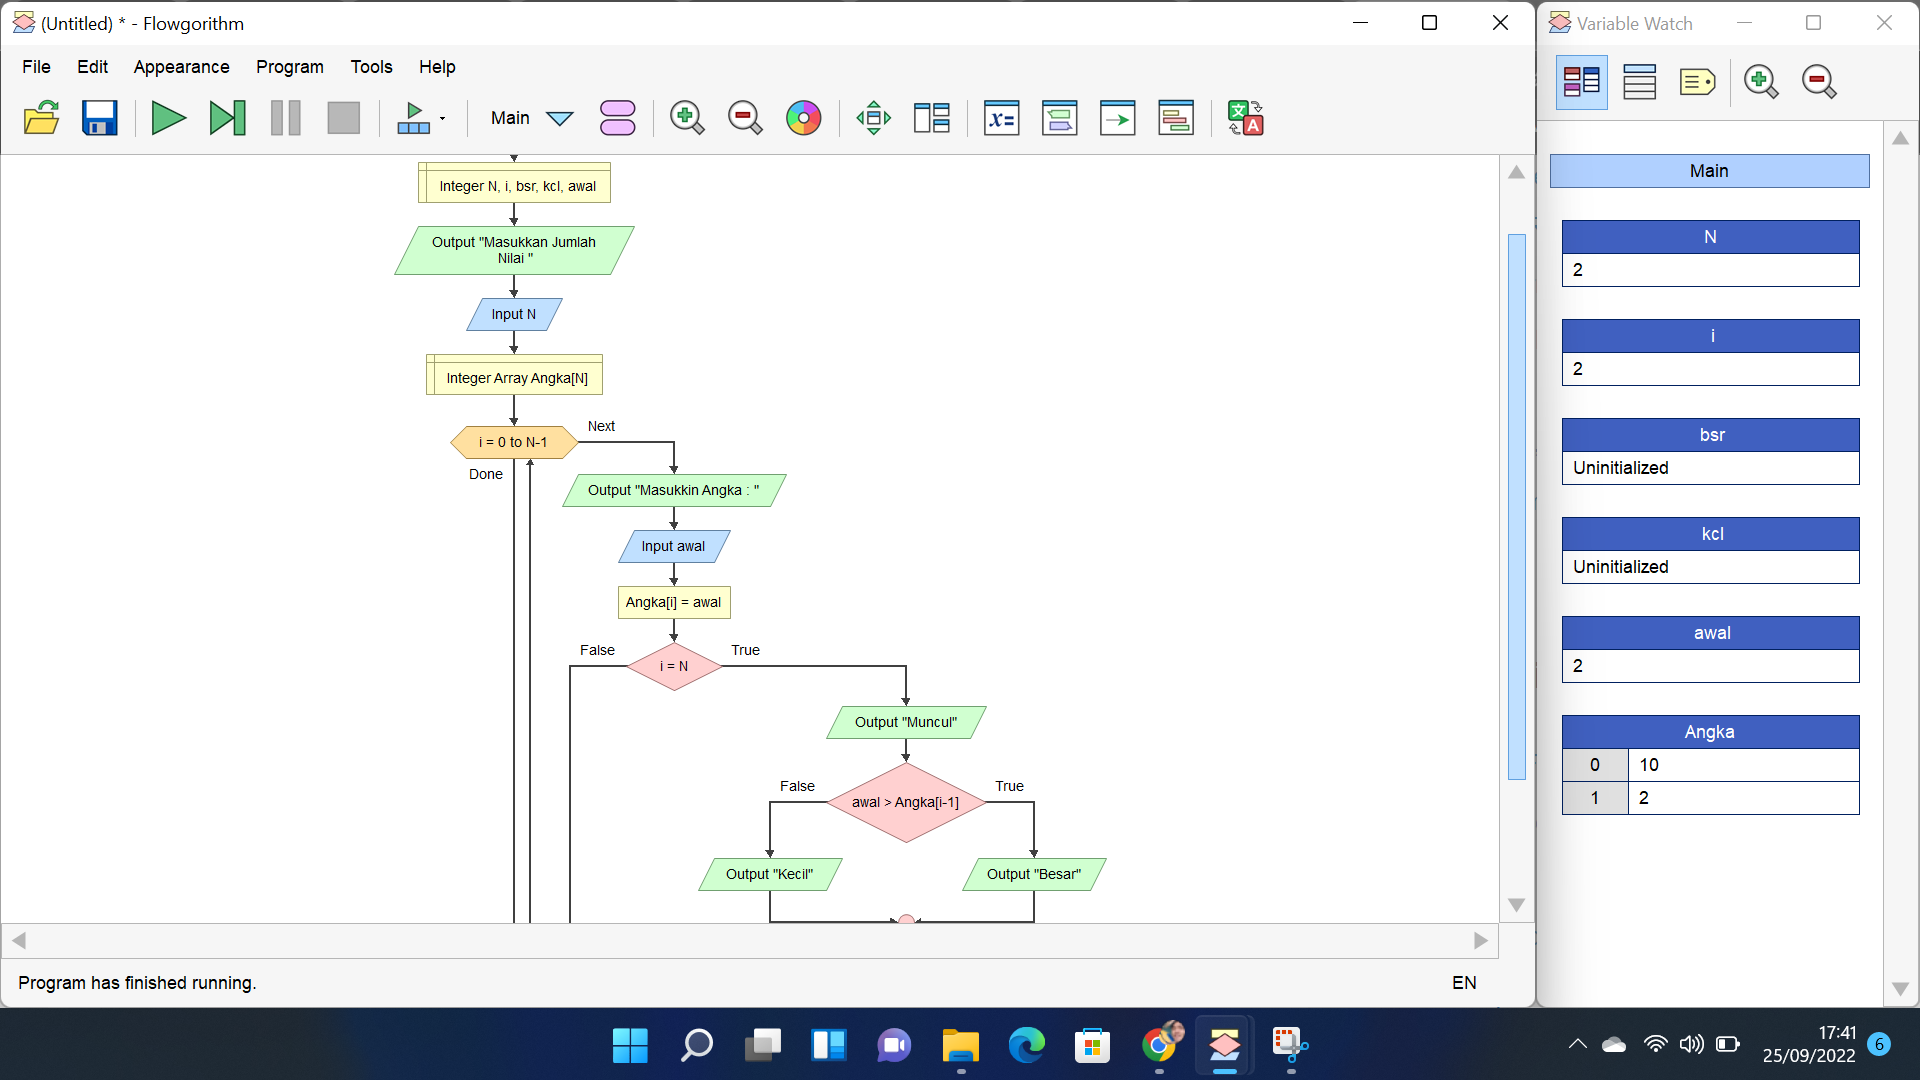 (Untitled) * - Flowgorithm
File Edit Appearance Program Tools Help
Main
Integer N, i, bsr, kcl, awal
Output "Masukkan Jumlah
Nilai "
Input N
Integer Array Angka[N]
i = 0 to N-1
Next
Done
Output "Masukkin Angka : "
Input awal
Angka[i] = awal
False
i = N
True
Output "Muncul"
False
awal > Angka[i-1]
True
Output "Kecil"
Output "Besar"
Program has finished running.
EN
Variable Watch
Main
N
2
i
2
bsr
Uninitialized
kcl
Uninitialized
awal
2
Angka
0 10
1 2
17:41
25/09/2022
6